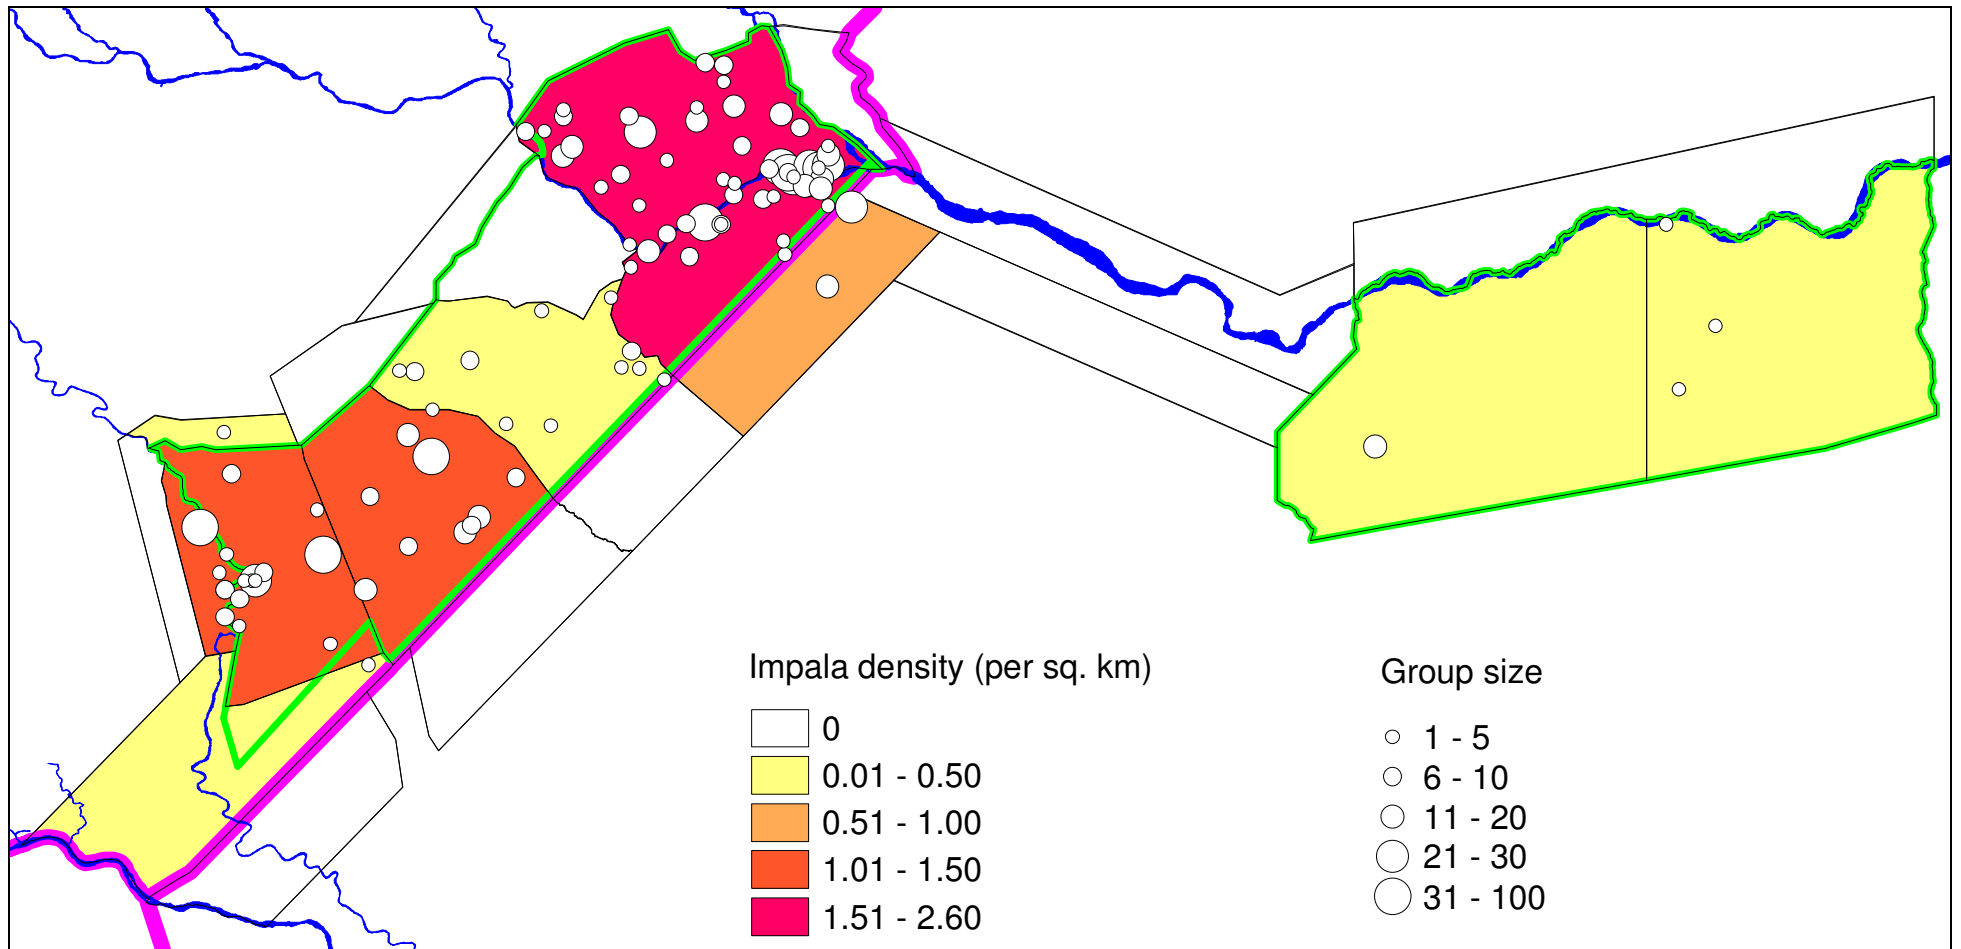 Impala density (per sq. km)
0
0.01 - 0.50
0.51 - 1.00
1.01 - 1.50
1.51 - 2.60
Group size
1 - 5
6 - 10
11 - 20
21 - 30
31 - 100